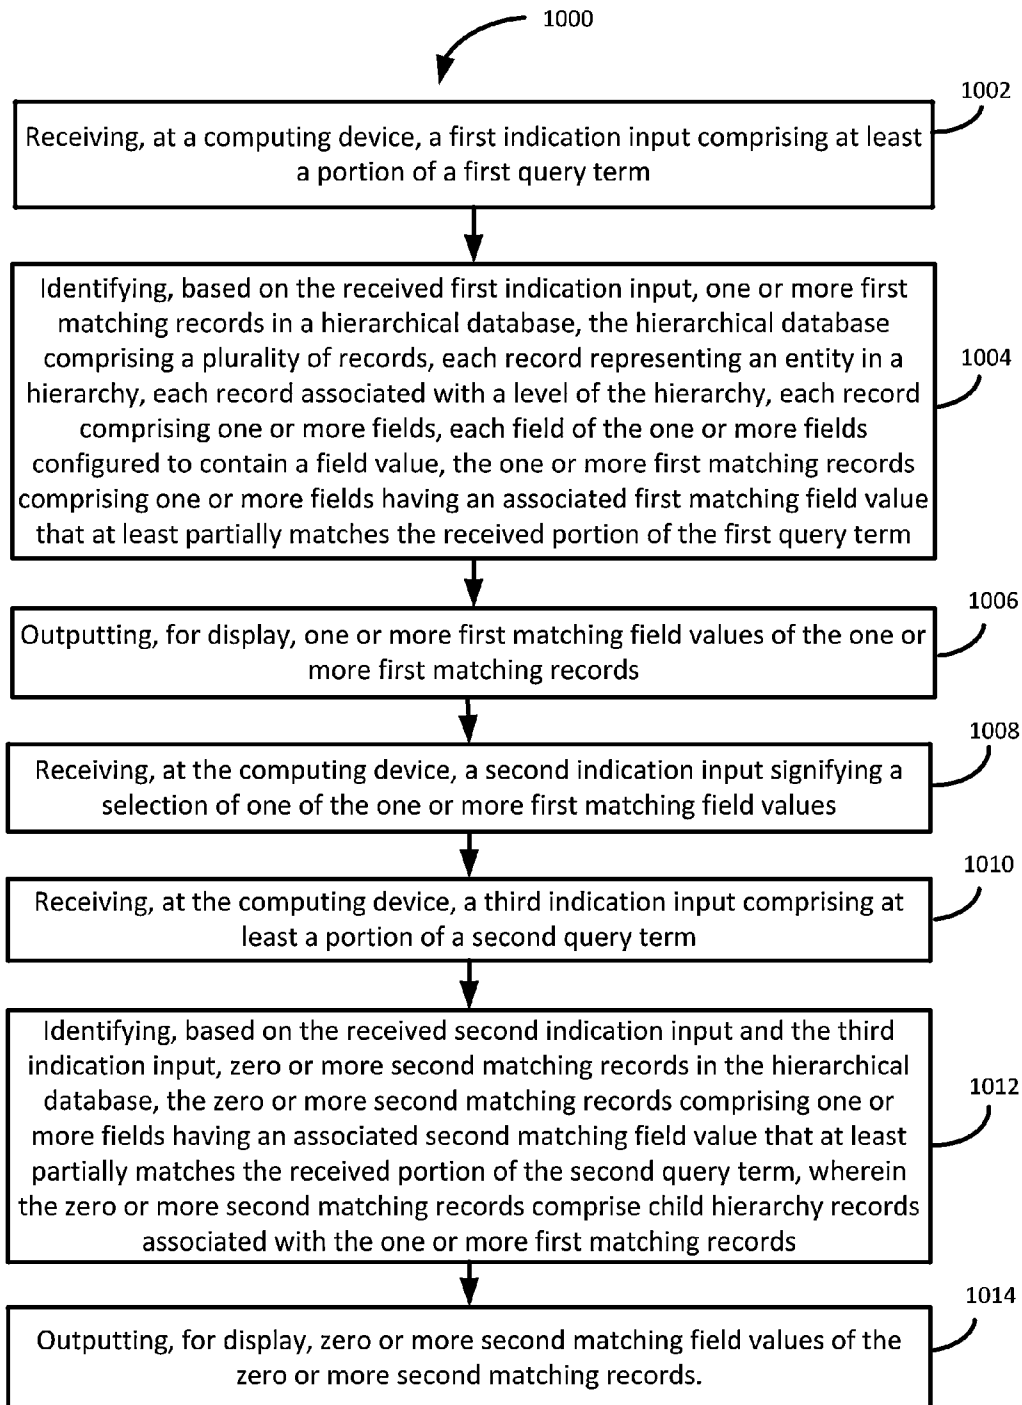 1000
1002
Receiving, at a computing device, a first indication input comprising at least
a portion of a first query term
Identifying, based on the received first indication input, one or more first
matching records in a hierarchical database, the hierarchical database
comprising a plurality of records, each record representing an entity in a
hierarchy, each record associated with a level of the hierarchy, each record
comprising one or more fields, each field of the one or more fields
configured to contain a field value, the one or more first matching records
comprising one or more fields having an associated first matching field value
that at least partially matches the received portion of the first query term
1004
1006
Outputting, for display, one or more first matching field values of the one or
more first matching records
1008
Receiving, at the computing device, a second indication input signifying a
selection of one of the one or more first matching field values
1010
Receiving, at the computing device, a third indication input comprising at
least a portion of a second query term
Identifying, based on the received second indication input and the third
indication input, zero or more second matching records in the hierarchical
database, the zero or more second matching records comprising one or
more fields having an associated second matching field value that at least
partially matches the received portion of the second query term, wherein
the zero or more second matching records comprise child hierarchy records
associated with the one or more first matching records
1012
1014
Outputting, for display, zero or more second matching field values of the
zero or more second matching records.